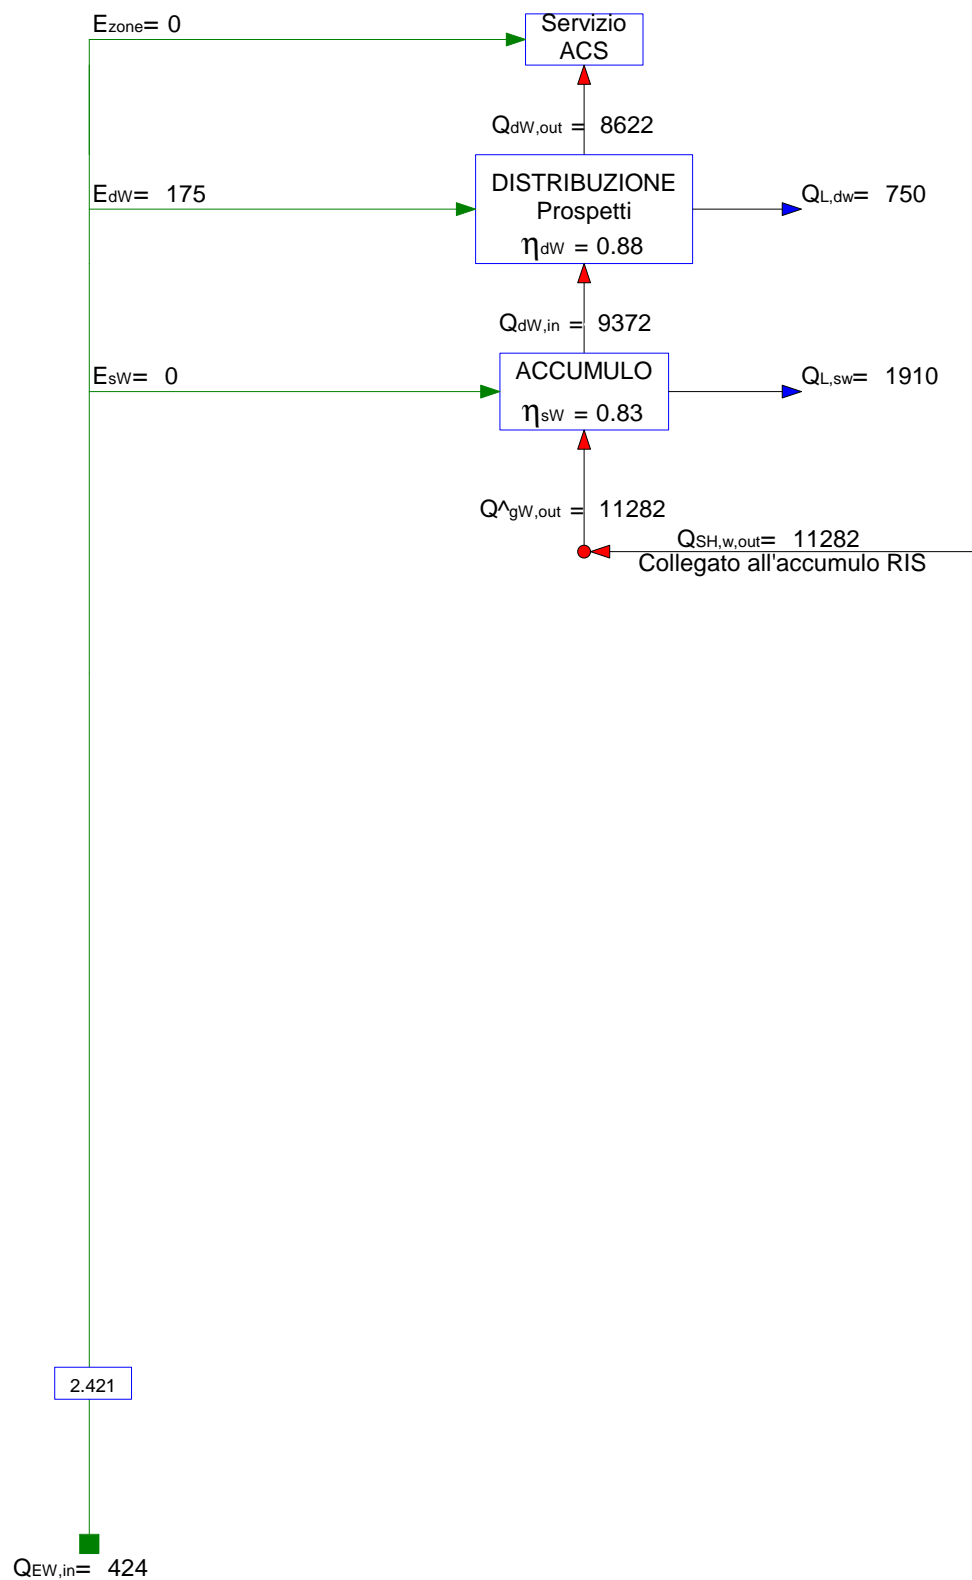 Ezone= 0
Servizio
ACS
QdW,out = 8622
EdW= 175
DISTRIBUZIONE
Prospetti
ηdW = 0.88
QL,dw= 750
QdW,in = 9372
EsW= 0
ACCUMULO
ηsW = 0.83
QL,sw= 1910
Q^gW,out = 11282
QSH,w,out= 11282
Collegato all'accumulo RIS
2.421
QEW,in= 424